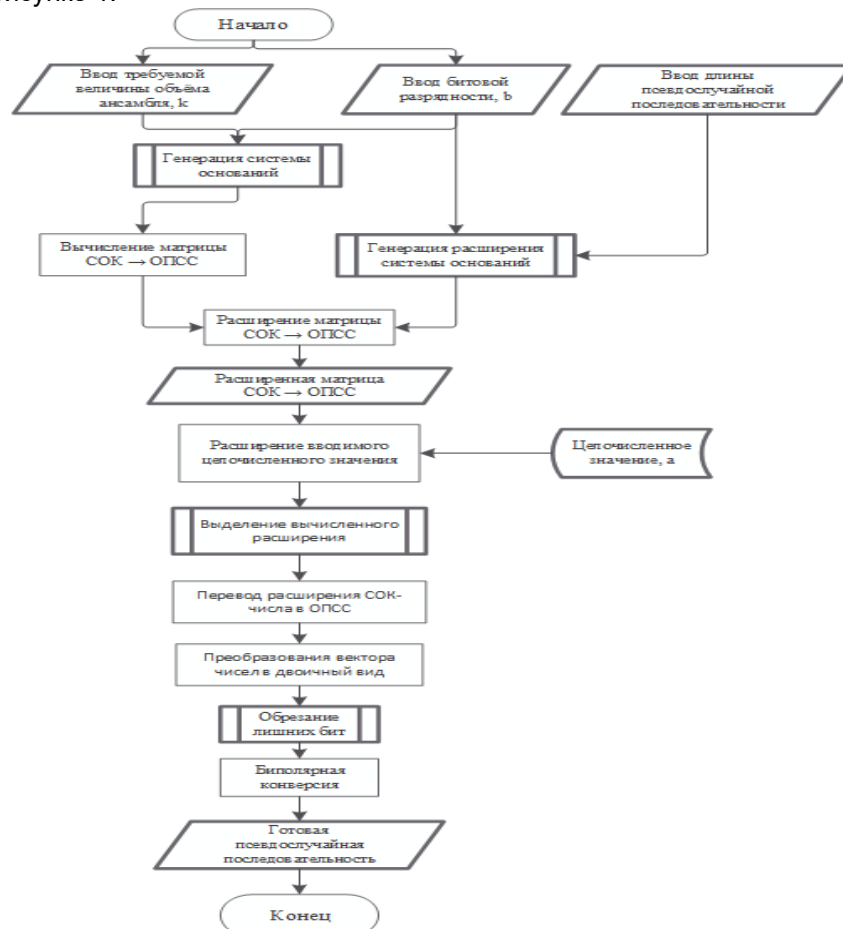 Начало
Ввод требуемой
величины объёма
ансамбля, k
Ввод битовой
разрядности, b
Ввод длины
псевдослучайной
последовательности
Генерация системы
оснований
Вычисление матрицы
СОК → ОПСС
Генерация расширения
системы оснований
Расширение матрицы
СОК → ОПСС
Расширенная матрица
СОК → ОПСС
Расширение вводимого
целочисленного значения
Целочисленное
значение, a
Выделение вычисленного
расширения
Перевод расширения СОК-
числа в ОПСС
Преобразования вектора
чисел в двоичный вид
Обрезание
лишних бит
Биполярная
конверсия
Готовая
псевдослучайная
последовательность
Конец